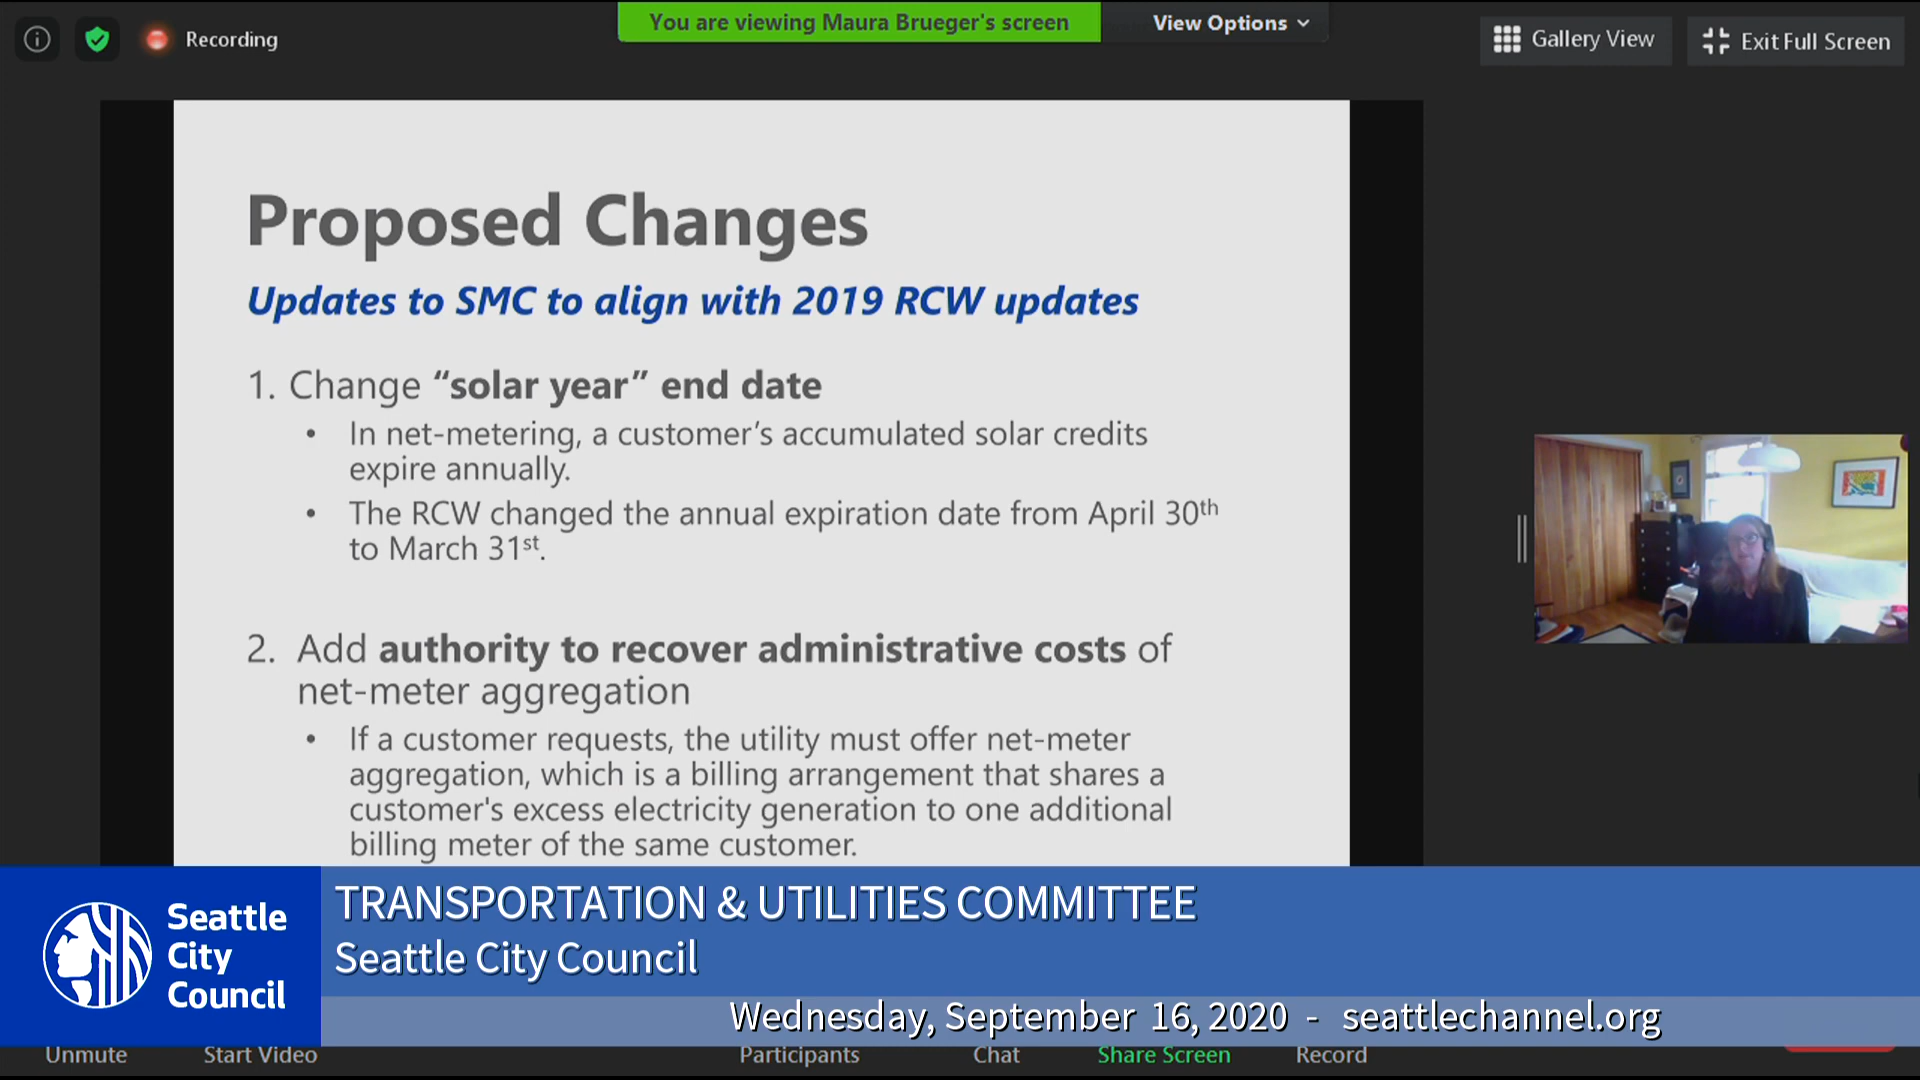 Recording
You are viewing Maura Brueger's screen
View Options
Gallery View
Exit Full Screen
Proposed Changes
Updates to SMC to align with 2019 RCW updates
1. Change “solar year” end date
• In net-metering, a customer’s accumulated solar credits
expire annually.
• The RCW changed the annual expiration date from April 30th
to March 31st.
2. Add authority to recover administrative costs of
net-meter aggregation
• If a customer requests, the utility must offer net-meter
aggregation, which is a billing arrangement that shares a
customer's excess electricity generation to one additional
billing meter of the same customer.
Seattle
City
Council
TRANSPORTATION & UTILITIES COMMITTEE
Seattle City Council
Wednesday, September 16, 2020 - seattlechannel.org
Unmute
Start Video
Participants
Chat
Share Screen
Record